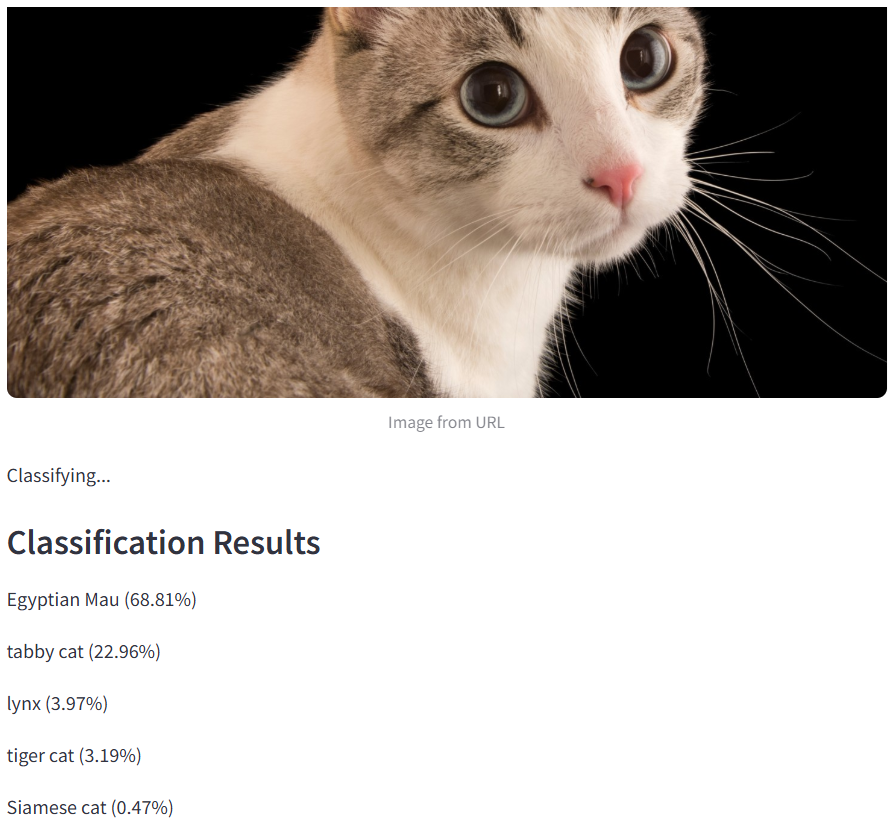 Image from URL
Classifying...
Classification Results
Egyptian Mau (68.81%)
tabby cat (22.96%)
lynx (3.97%)
tiger cat (3.19%)
Siamese cat (0.47%)